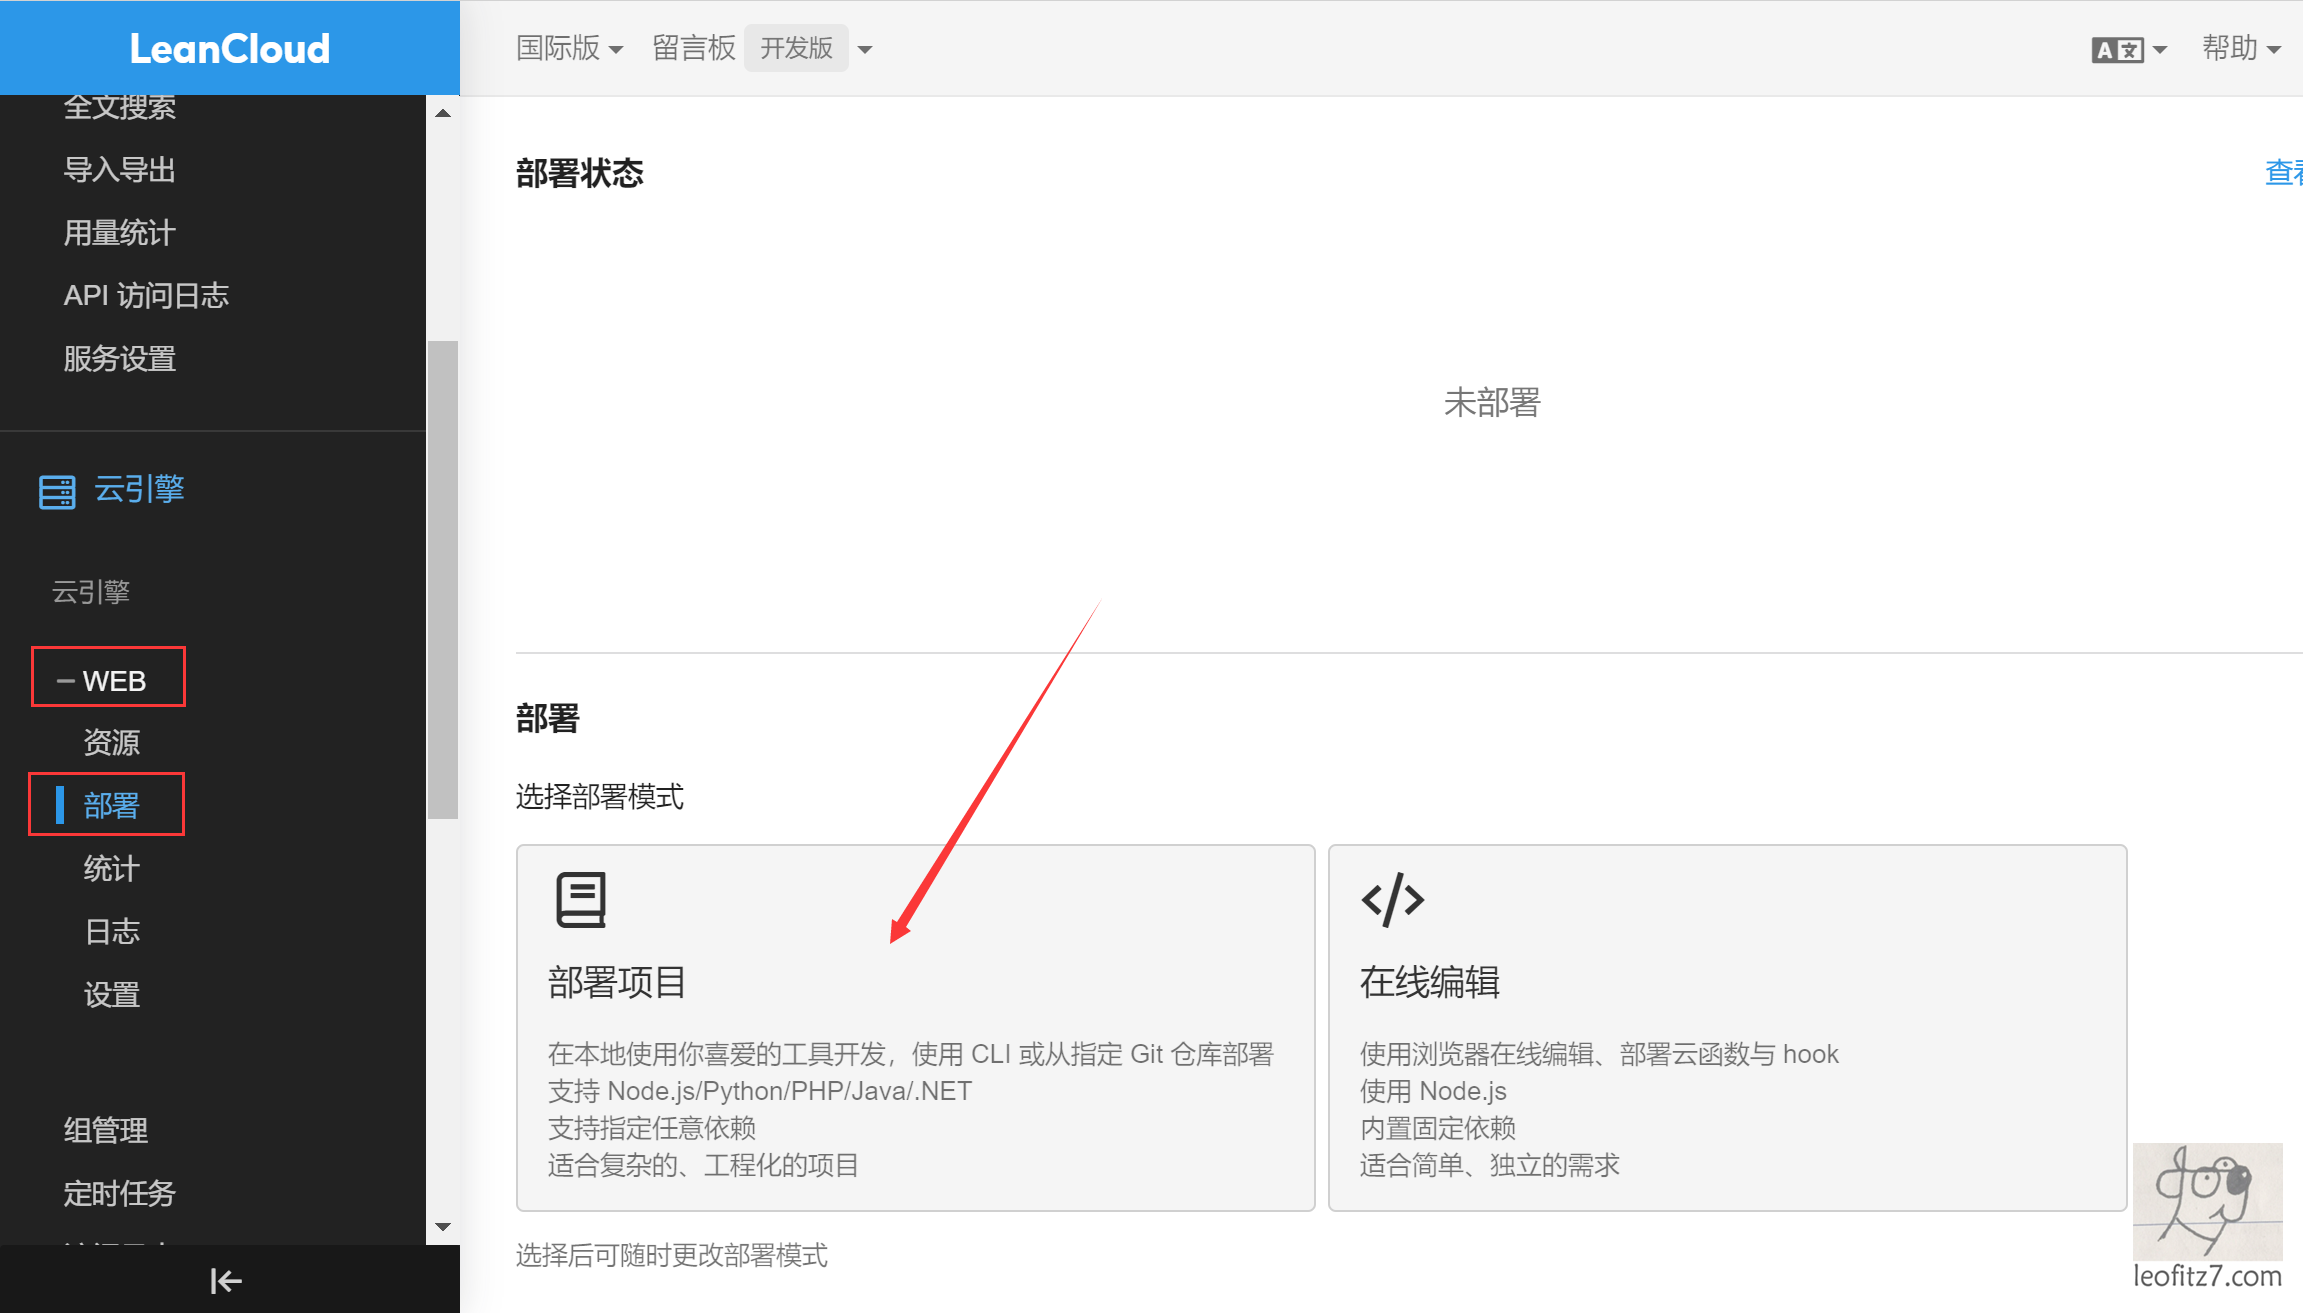 LeanCloud
国际版
留言板
开发版
A文
帮助
全文搜索
导入导出
用量统计
API 访问日志
服务设置
云引擎
云引擎
WEB
资源
部署
统计
日志
设置
组管理
定时任务
部署状态
查看
未部署
部署
选择部署模式
部署项目
在本地使用你喜爱的工具开发，使用 CLI 或从指定 Git 仓库部署
支持 Node.js/Python/PHP/Java/.NET
支持指定任意依赖
适合复杂的、工程化的项目
在线编辑
使用浏览器在线编辑、部署云函数与 hook
使用 Node.js
内置固定依赖
适合简单、独立的需求
选择后可随时更改部署模式
dog
leofitz7.com